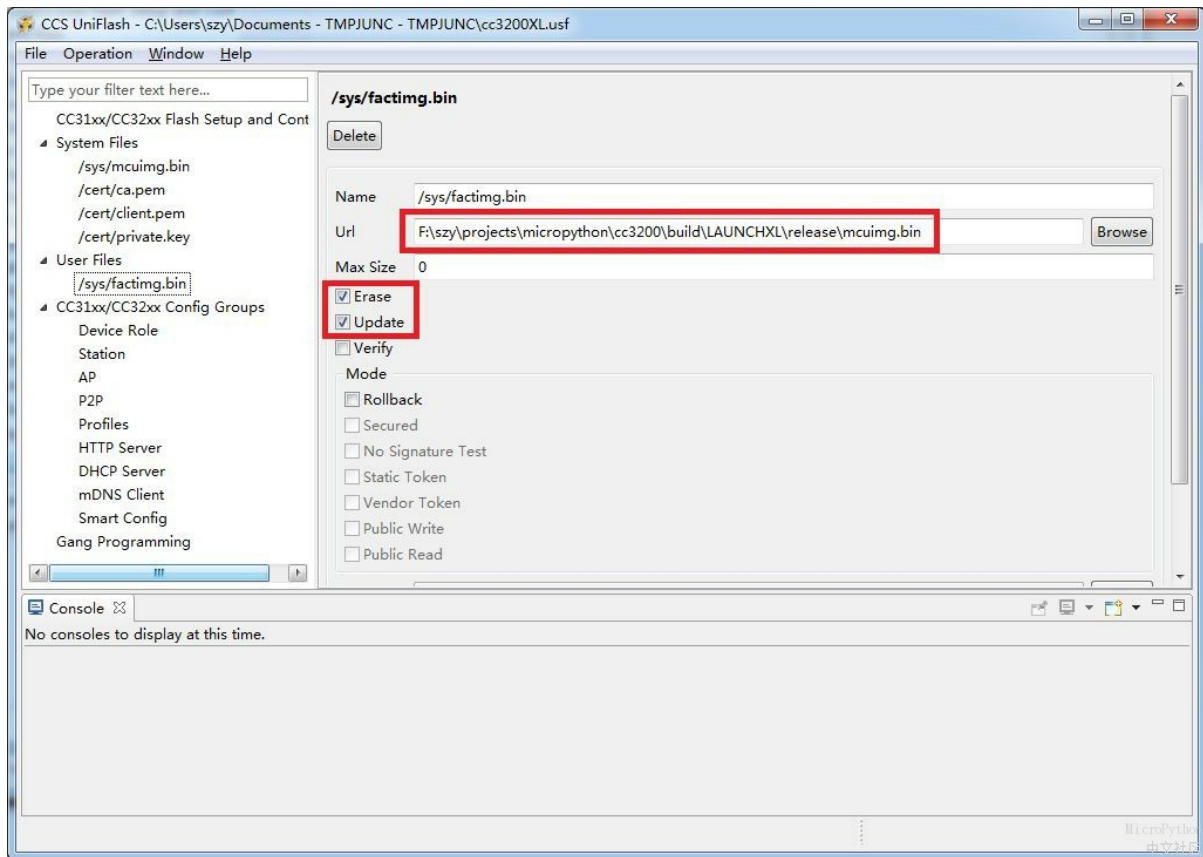 CCS UniFlash - C:\Users\szy\Documents - TMPJUNC - TMPJUNC\cc3200XL.usf
File Operation Window Help
Type your filter text here...
CC31xx/CC32xx Flash Setup and Cont
System Files
/sys/mcuimg.bin
/cert/ca.pem
/cert/client.pem
/cert/private.key
User Files
/sys/factimg.bin
CC31xx/CC32xx Config Groups
Device Role
Station
AP
P2P
Profiles
HTTP Server
DHCP Server
mDNS Client
Smart Config
Gang Programming
/sys/factimg.bin
Delete
Name /sys/factimg.bin
Url F:\szy\projects\micropython\cc3200\build\LAUNCHXL\release\mcuimg.bin Browse
Max Size 0
Erase
Update
Verify
Mode
Rollback
Secured
No Signature Test
Static Token
Vendor Token
Public Write
Public Read
Console
No consoles to display at this time.
MicroPytho
中文社区